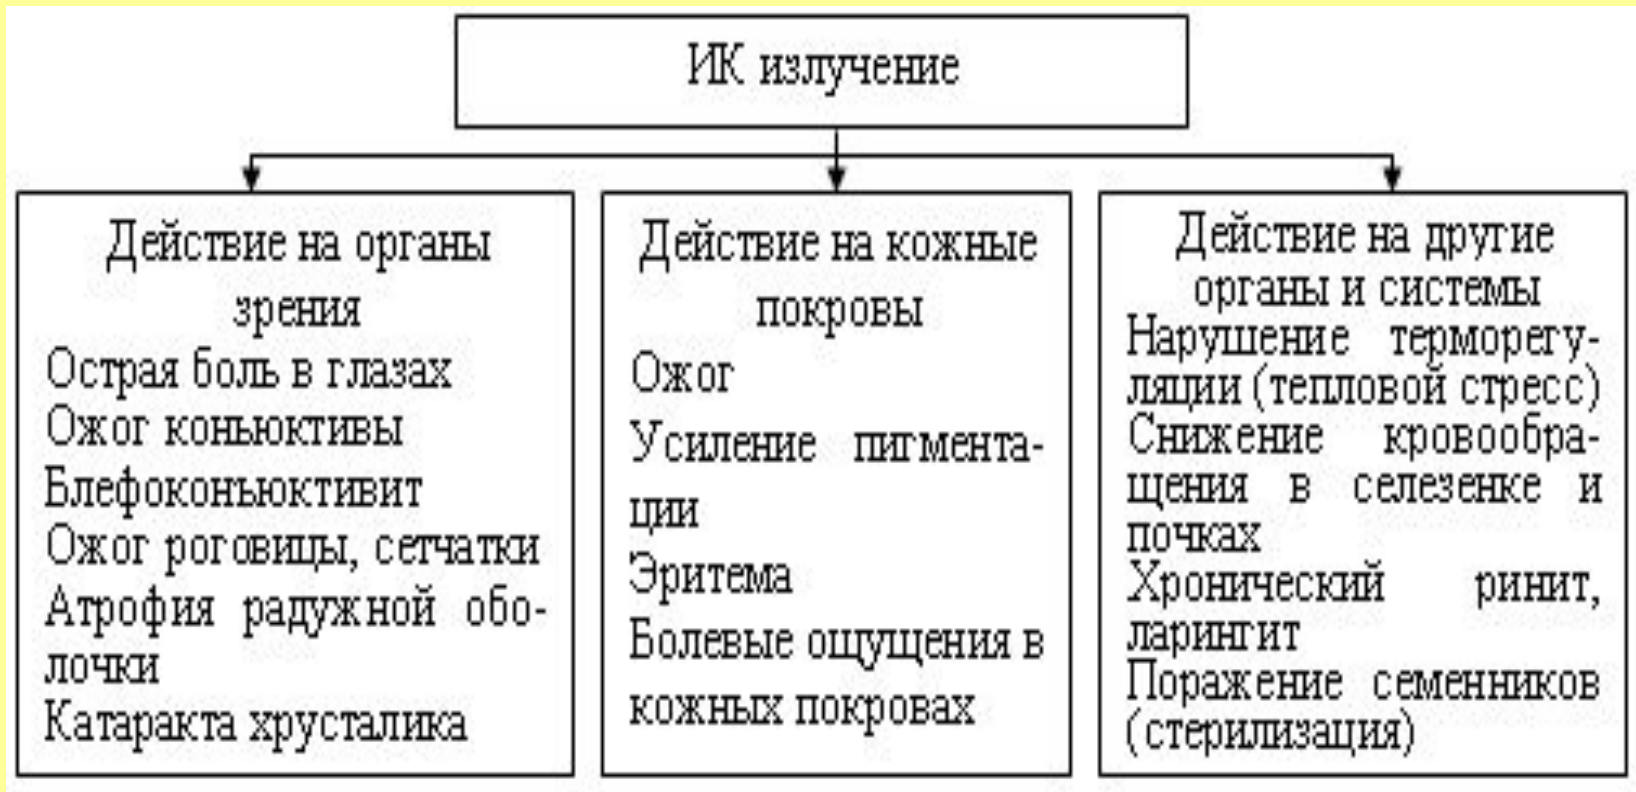 ИК излучение
Действие на органы
зрения
Острая боль в глазах
Ожог коньюктивы
Блефоконъюктивит
Ожог роговицы, сетчатки
Атрофия радужной обо-
лочки
Катаракта хрусталика
Действие на кожные
покровы
Ожог
Усиление пигмента-
ции
Эритема
Болевые ощущения в
кожных покровах
Действие на другие
органы и системы
Нарушение терморегу-
ляции (тепловой стресс)
Снижение кровообра-
щения в селезенке и
почках
Хронический ринит,
ларингит
Поражение семенников
(стерилизация)